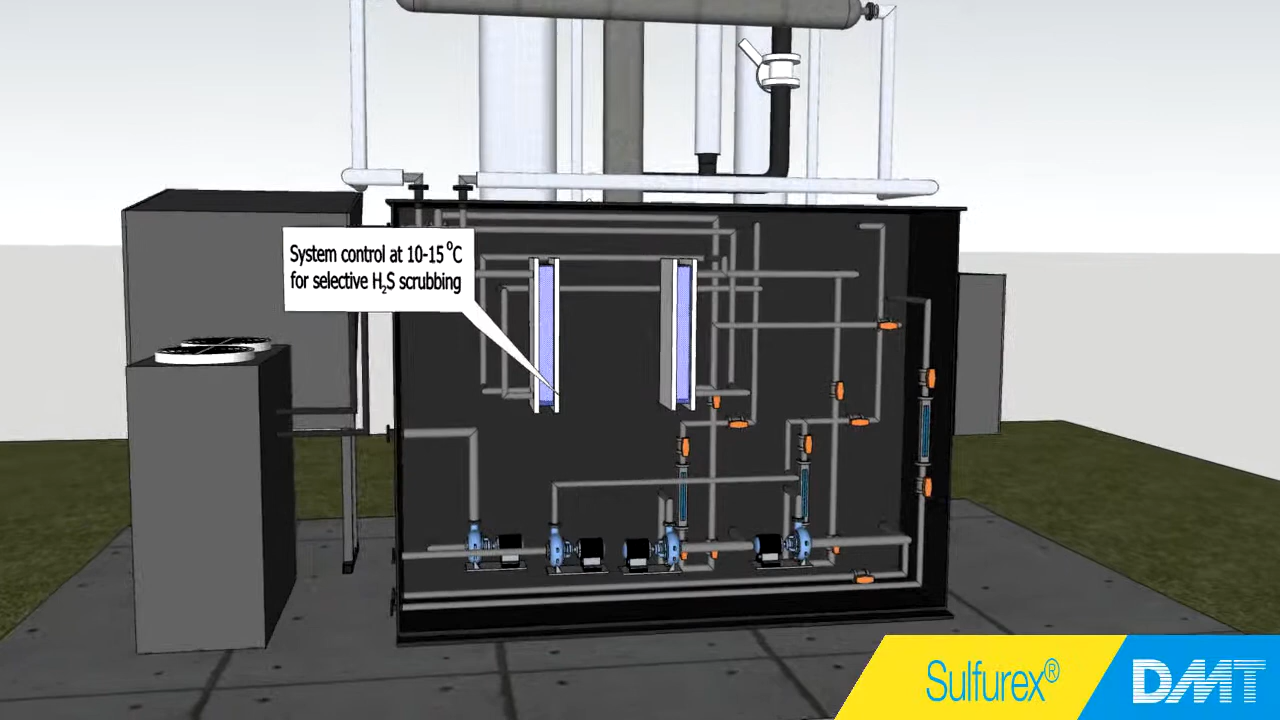 System control at 10-15 °C
for selective H₂S scrubbing
Sulfurex®
DMT